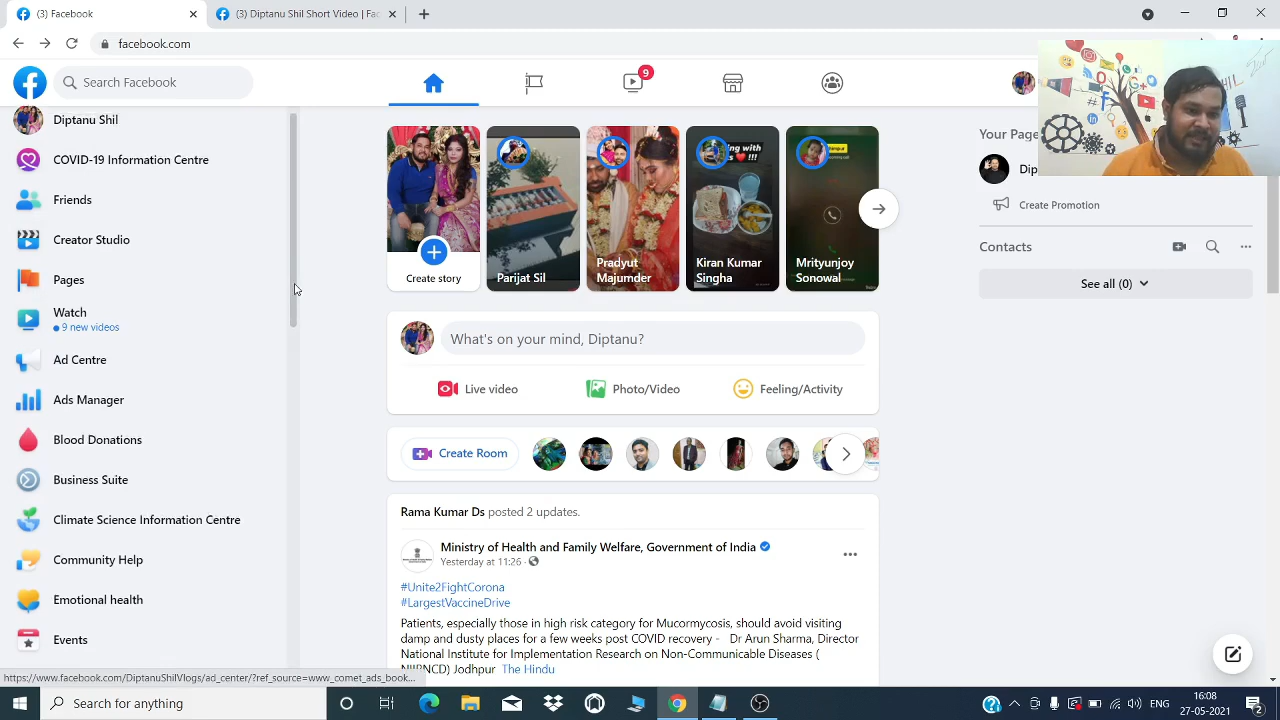 (3) Facebook
(3) Diptanu Shil Short Video | Fac
facebook.com
Search Facebook
9
Diptanu Shil
COVID-19 Information Centre
Friends
Creator Studio
Pages
Watch
9 new videos
Ad Centre
Ads Manager
Blood Donations
Business Suite
Climate Science Information Centre
Community Help
Emotional health
Events
Create story
Parijat Sil
Pradyut
Majumder
Kiran Kumar
Singha
Mrityunjoy
Sonowal
What's on your mind, Diptanu?
Live video
Photo/Video
Feeling/Activity
Create Room
Rama Kumar Ds posted 2 updates.
Ministry of Health and Family Welfare, Government of India
Yesterday at 11:26
#Unite2FightCorona
#LargestVaccineDrive
Patients, especially those in high risk category for Mucormycosis, should avoid visiting
damp and dusty places for a few weeks post COVID recovery - Dr Arun Sharma, Director
National Institute for Implementation Research on Non-Communicable Diseases (
NIIRNCD) Jodhpur The Hindu
Your Page
Dip
Create Promotion
Contacts
See all (0)
https://www.facebook.com/DiptanuShilVlogs/ad_center/?ref_source=www_comet_ads_book...
Search for anything
ENG
16:08
27-05-2021
2